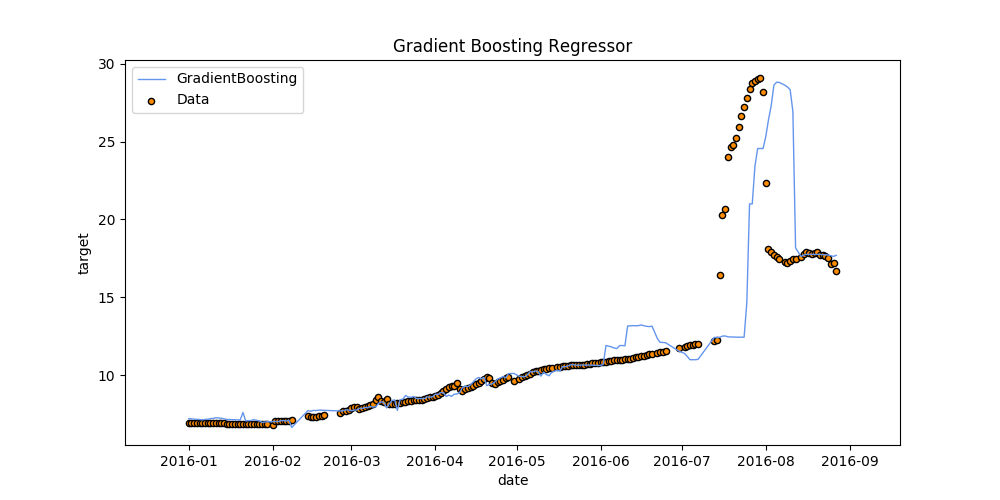 Gradient Boosting Regressor
GradientBoosting
Data
30
25
20
15
10
target
2016-01 2016-02 2016-03 2016-04 2016-05 2016-06 2016-07 2016-08 2016-09
date